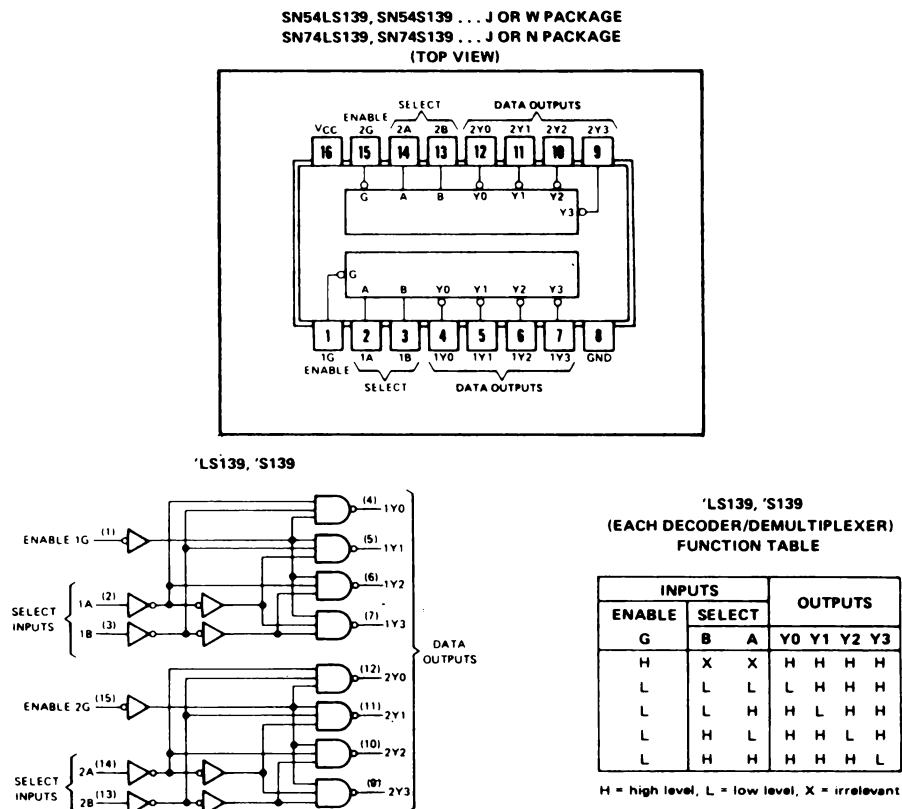 SN54LS139, SN54S139 ... J OR W PACKAGE
SN74LS139, SN74S139 ... J OR N PACKAGE
(TOP VIEW)
SELECT DATA OUTPUTS
ENABLE
VCC 2G 2A 2B 2Y0 2Y1 2Y2 2Y3
16 15 14 13 12 11 10 9
G A B Y0 Y1 Y2
Y3
G
A B Y0 Y1 Y2 Y3
1 2 3 4 5 6 7 8
1G 1A 1B 1Y0 1Y1 1Y2 1Y3 GND
ENABLE
SELECT DATA OUTPUTS
'LS139, 'S139
(4) 1Y0
ENABLE 1G (1)
(5) 1Y1
(6) 1Y2
SELECT INPUTS
1A (2)
1B (3)
(7) 1Y3
DATA OUTPUTS
(12) 2Y0
ENABLE 2G (15)
(11) 2Y1
(10) 2Y2
SELECT INPUTS
2A (14)
2B (13)
(9) 2Y3
'LS139, 'S139
(EACH DECODER/DEMULTIPLEXER)
FUNCTION TABLE
INPUTS OUTPUTS
ENABLE SELECT
G B A Y0 Y1 Y2 Y3
H X X H H H H
L L L L H H H
L L H H L H H
L H L H H L H
L H H H H H L
H = high level, L = low level, X = irrelevant